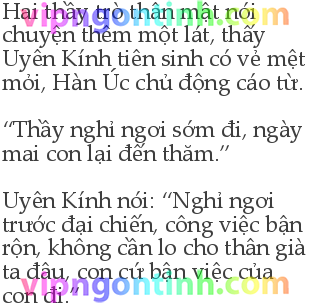 Hai thầy trò thân mật nói
vipngontinh.com
chuyện thêm một lát, thấy
Uyên Kính tiên sinh có vẻ mệt
mỏi, Hàn Úc chủ động cáo từ.
“Thầy nghỉ ngoi sớm đi, ngày
mai con lại đến thăm.”
Uyên Kính nói: “Nghỉ ngoi
trước đại chiến, công việc bận
rộn, không cần lo cho thân già
ta đâu, con cứ bận việc của
vipngontinh.com
con đi.”